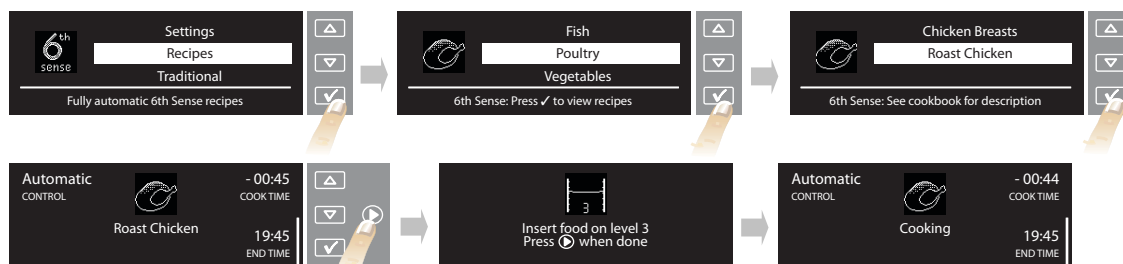 6th
sense
Settings
Recipes
Traditional
Fully automatic 6th Sense recipes
Fish
Poultry
Vegetables
6th Sense: Press ✓ to view recipes
Chicken Breasts
Roast Chicken
6th Sense: See cookbook for description
Automatic
CONTROL
- 00:45
COOK TIME
Roast Chicken
19:45
END TIME
3
Insert food on level 3
Press ▶ when done
Automatic
CONTROL
- 00:44
COOK TIME
Cooking
19:45
END TIME